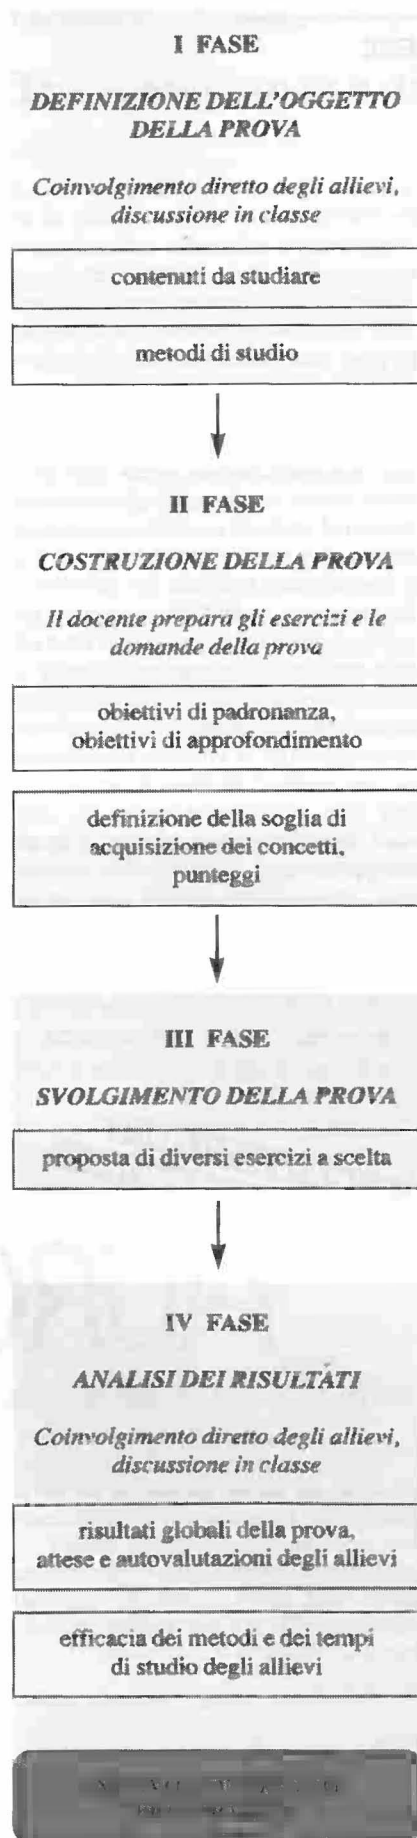 I FASE
DEFINIZIONE DELL'OGGETTO
DELLA PROVA
Coinvolgimento diretto degli allievi,
discussione in classe
contenuti da studiare
metodi di studio
II FASE
COSTRUZIONE DELLA PROVA
Il docente prepara gli esercizi e le
domande della prova
obiettivi di padronanza,
obiettivi di approfondimento
definizione della soglia di
acquisizione dei concetti,
punteggi
III FASE
SVOLGIMENTO DELLA PROVA
proposta di diversi esercizi a scelta
IV FASE
ANALISI DEI RISULTATI
Coinvolgimento diretto degli allievi,
discussione in classe
risultati globali della prova,
attese e autovalutazioni degli allievi
efficacia dei metodi e dei tempi
di studio degli allievi